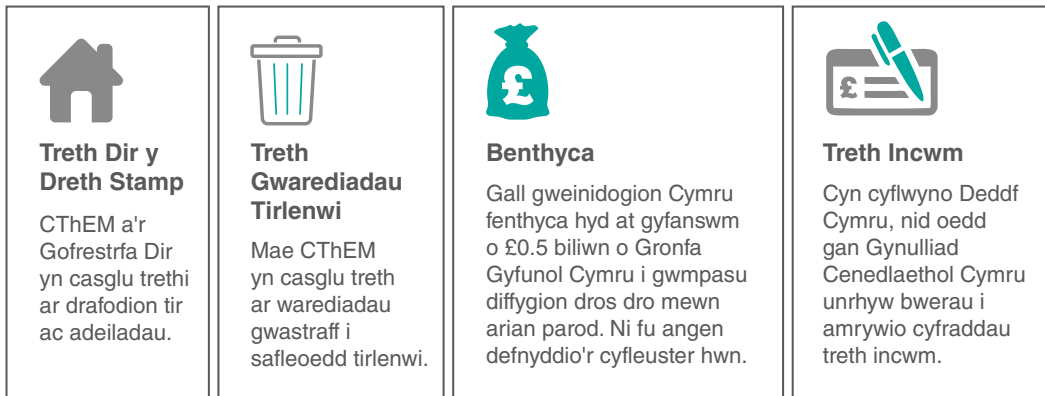 Treth Dir y
Dreth Stamp
CThEM a'r
Gofrestrfa Dir
yn casglu trethi
ar drafodion tir
ac adeiladau.
Treth
Gwarediadau
Tirlenwi
Mae CThEM
yn casglu treth
ar warediadau
gwastraff i
safleoedd tirlenwi.
£
Benthyca
Gall gweinidogion Cymru
fenthyca hyd at gyfanswm
o £0.5 biliwn o Gronfa
Gyfunol Cymru i gwmpasu
diffygion dros dro mewn
arian parod. Ni fu angen
defnyddio'r cyfleuster hwn.
£
Treth Incwm
Cyn cyflwyno Deddf
Cymru, nid oedd
gan Gynulliad
Cenedlaethol Cymru
unrhyw bwerau i
amrywio cyfraddau
treth incwm.